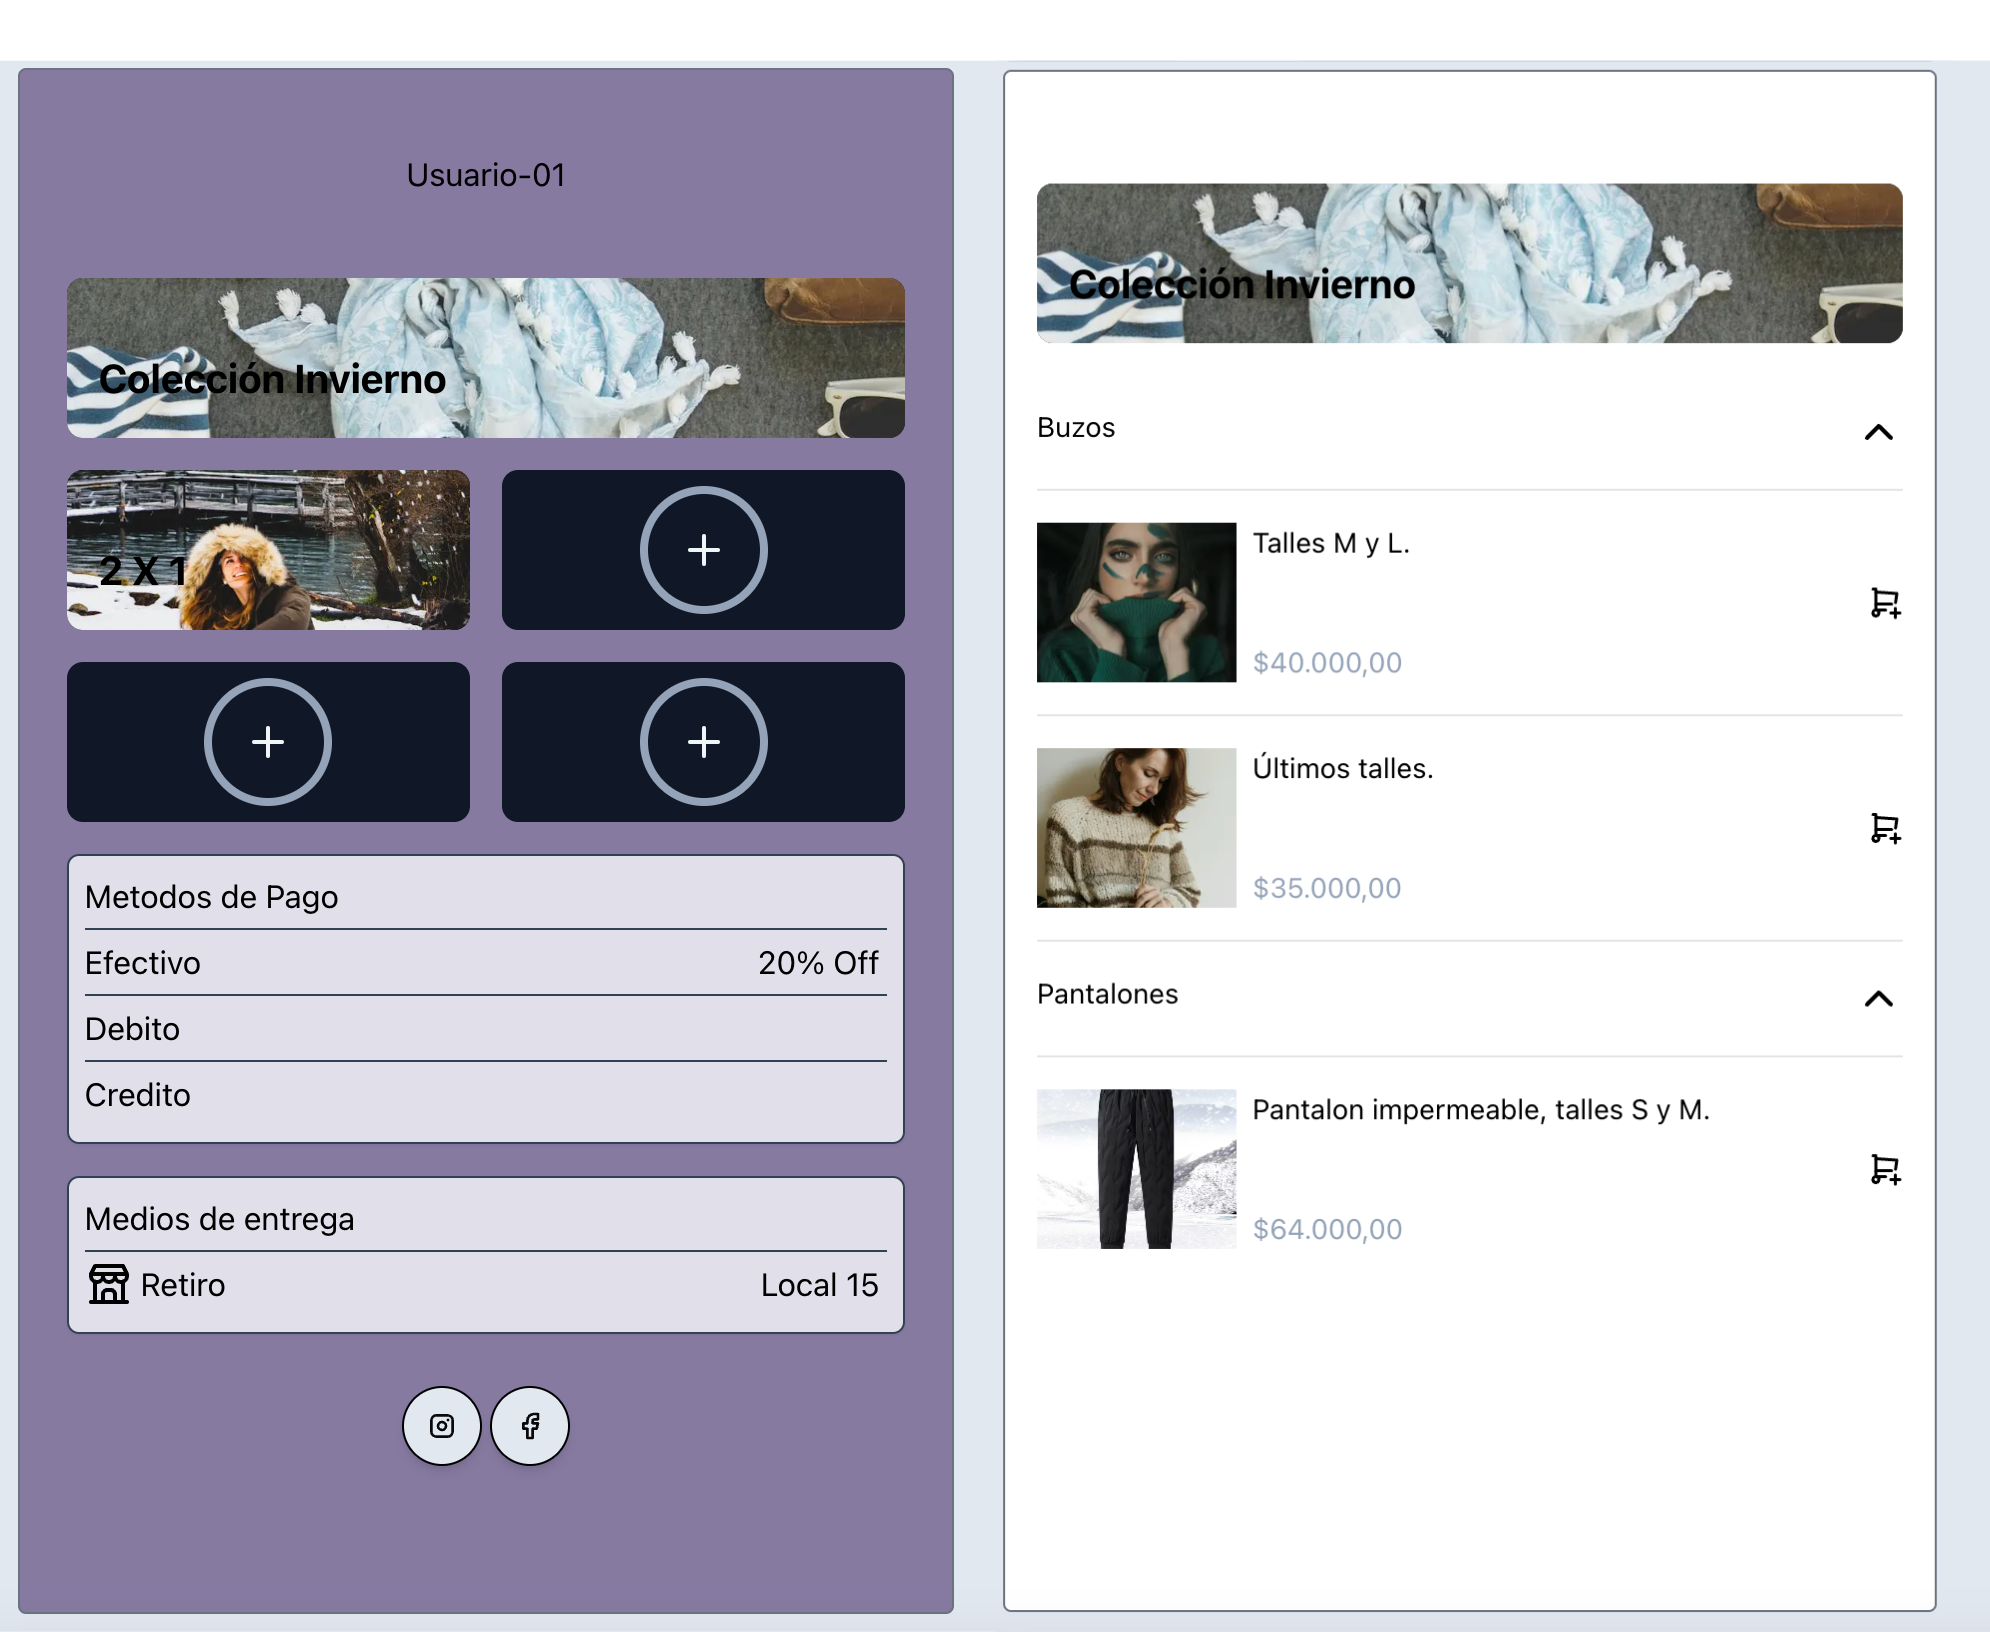 Usuario-01
Colección Invierno
2 X 1
Metodos de Pago
Efectivo 20% Off
Debito
Credito
Medios de entrega
Retiro Local 15
Colección Invierno
Buzos
Talles M y L.
$40.000,00
Últimos talles.
$35.000,00
Pantalones
Pantalon impermeable, talles S y M.
$64.000,00